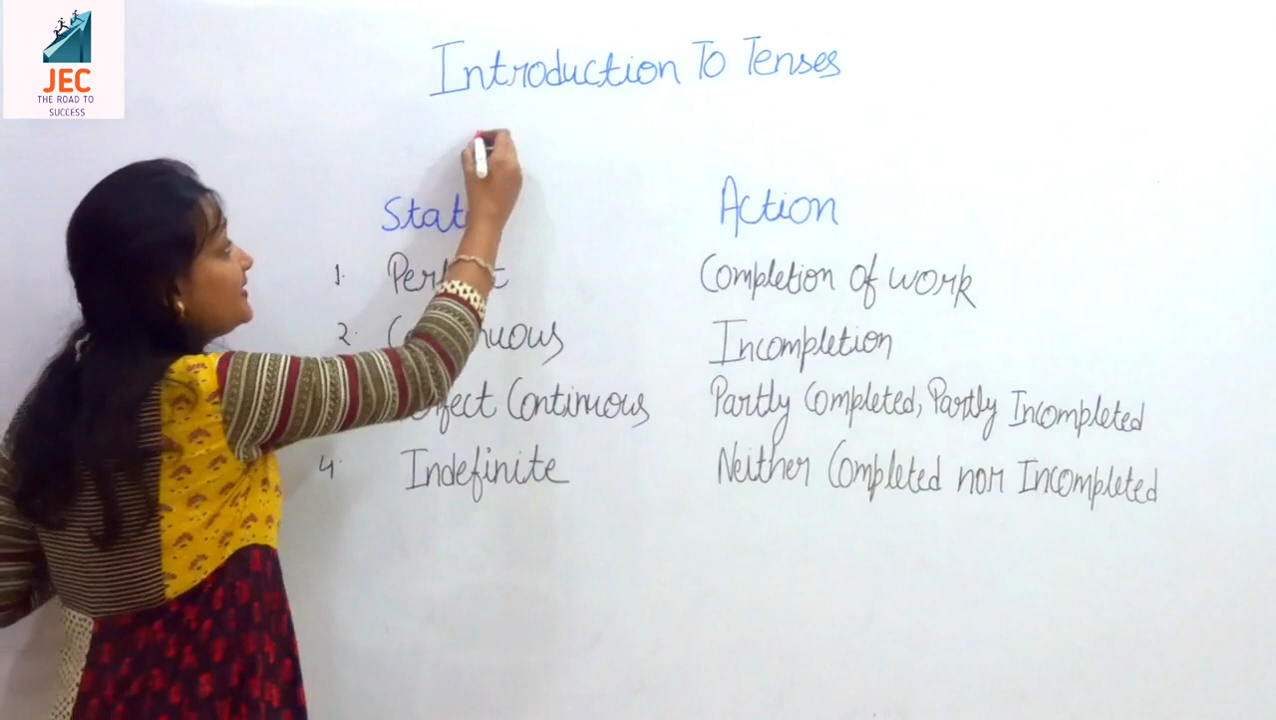 JEC
THE ROAD TO
SUCCESS
Introduction To Tenses
Action
1. Completion of work
2. Incompletion
Continuous Partly Completed, Partly Incompleted
4. Indefinite Neither Completed nor Incompleted